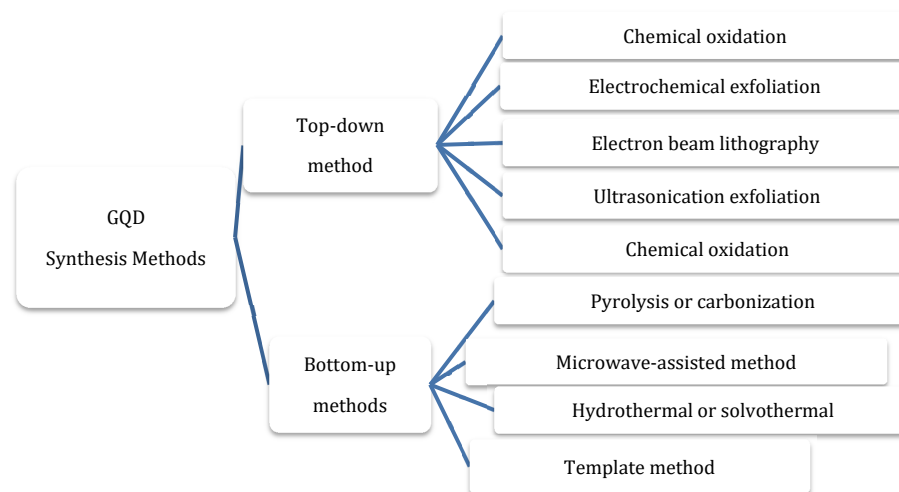 GQD
Synthesis Methods
Top-down
method
Chemical oxidation
Electrochemical exfoliation
Electron beam lithography
Ultrasonication exfoliation
Chemical oxidation
Bottom-up
methods
Pyrolysis or carbonization
Microwave-assisted method
Hydrothermal or solvothermal
Template method